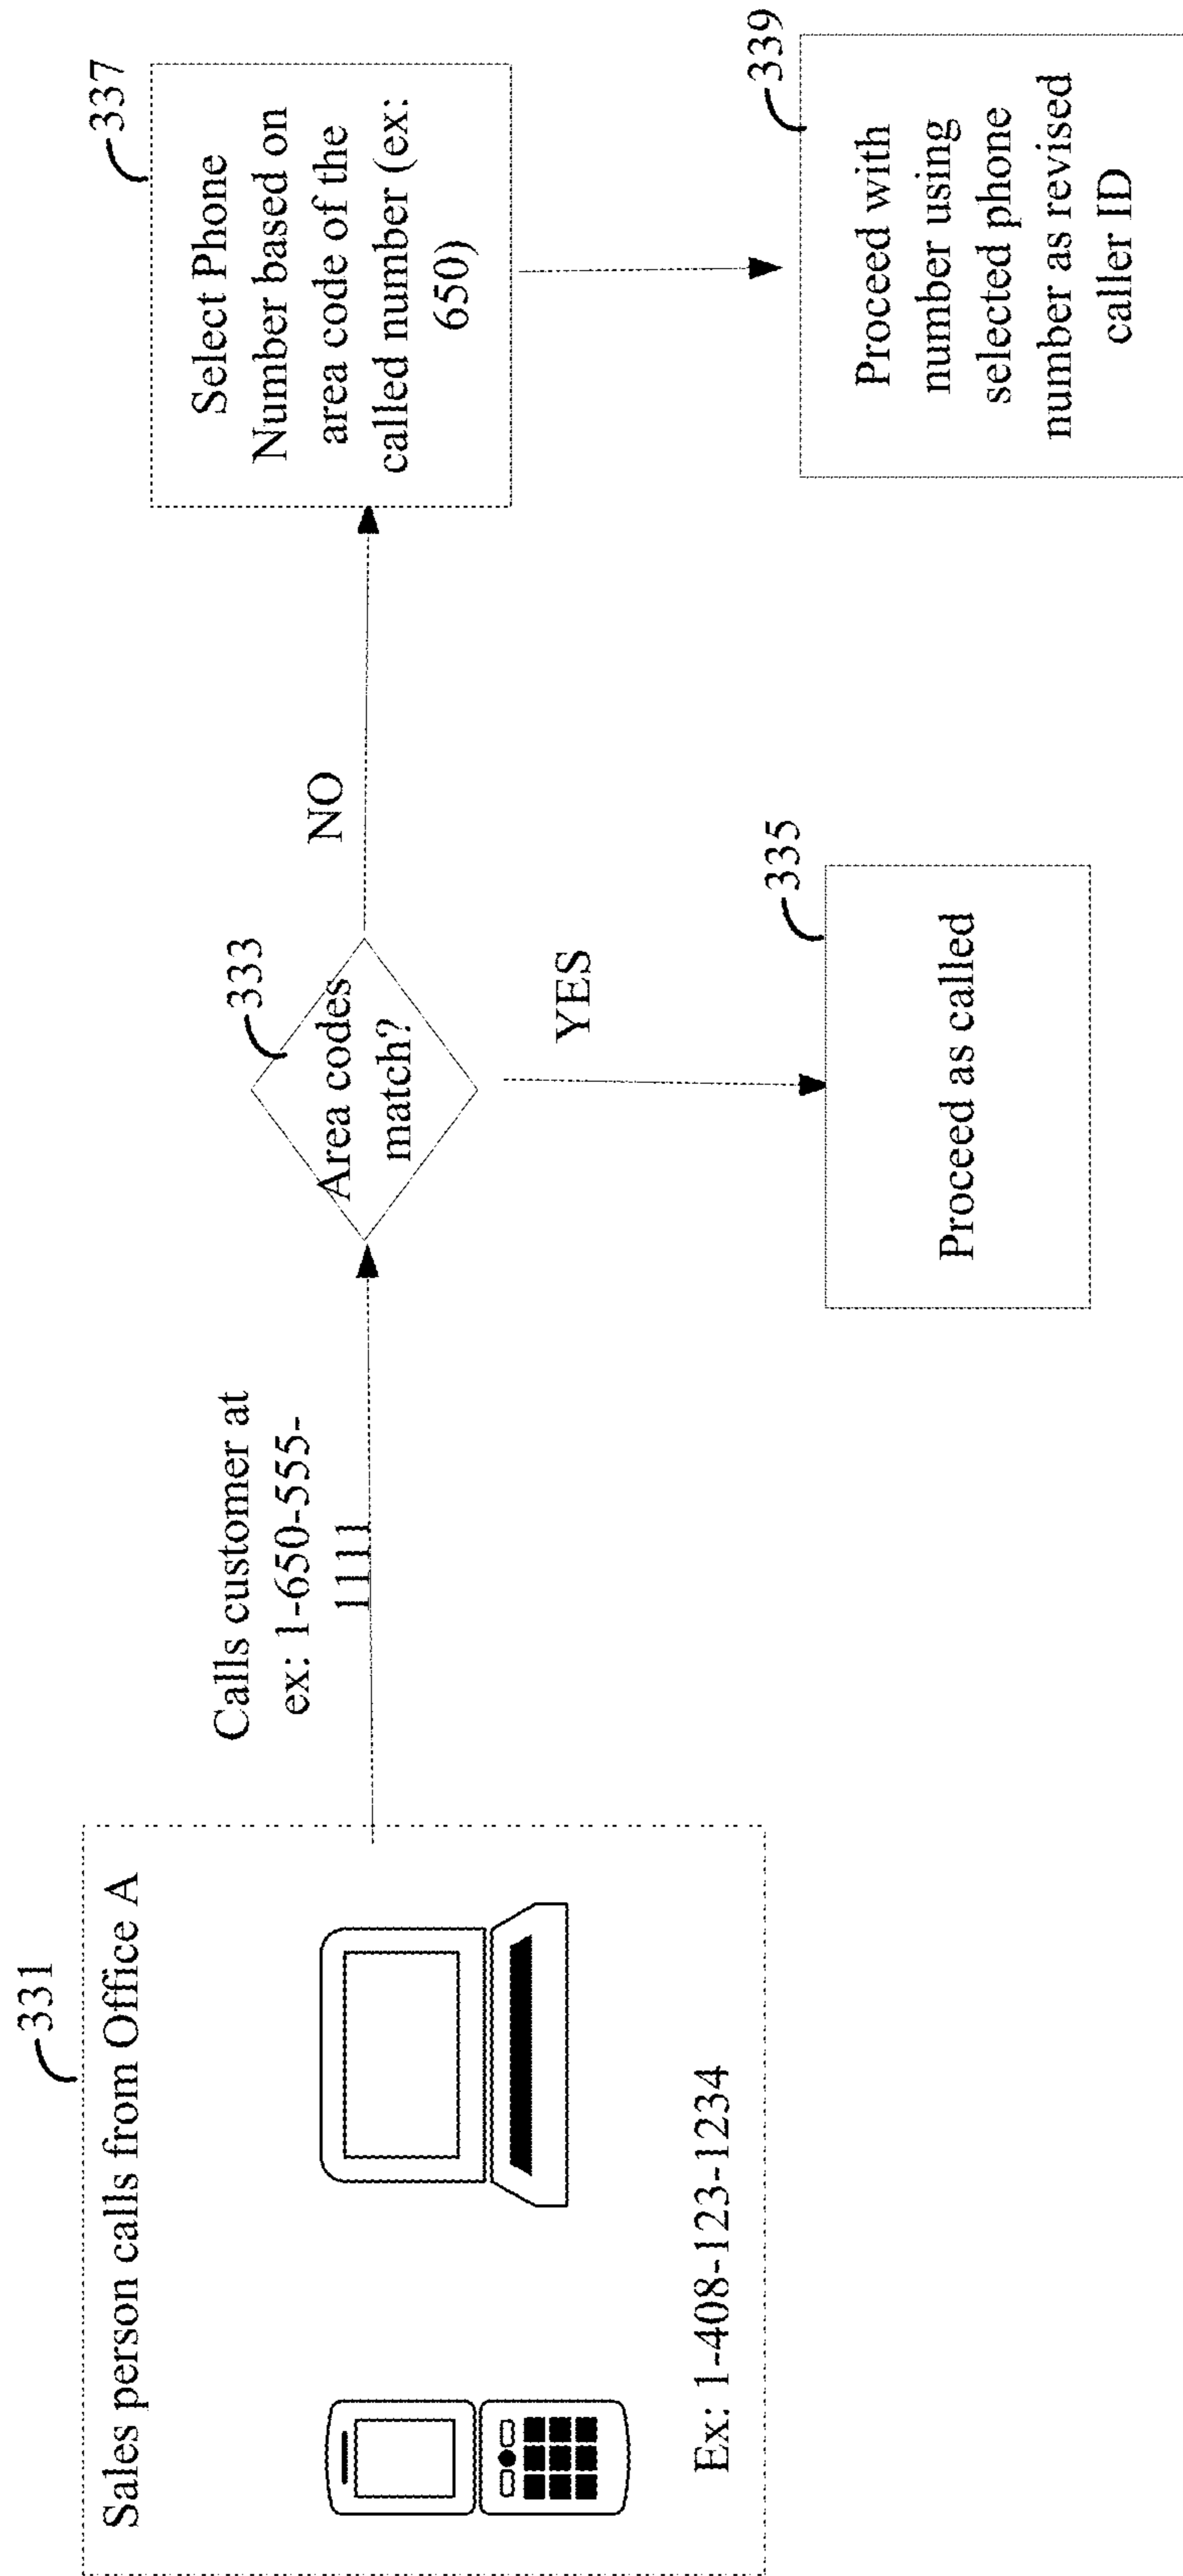 331
Sales person calls from Office A
Ex: 1-408-123-1234
Calls customer at
ex: 1-650-555-
1111
333
Area codes
match?
NO
YES
335
Proceed as called
337
Select Phone
Number based on
area code of the
called number (ex:
650)
339
Proceed with
number using
selected phone
number as revised
caller ID